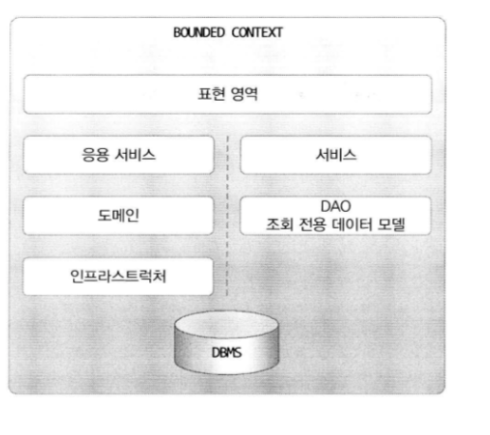 BOUNDED CONTEXT
표현 영역
응용 서비스
서비스
도메인
DAO
조회 전용 데이터 모델
인프라스트럭처
DBMS